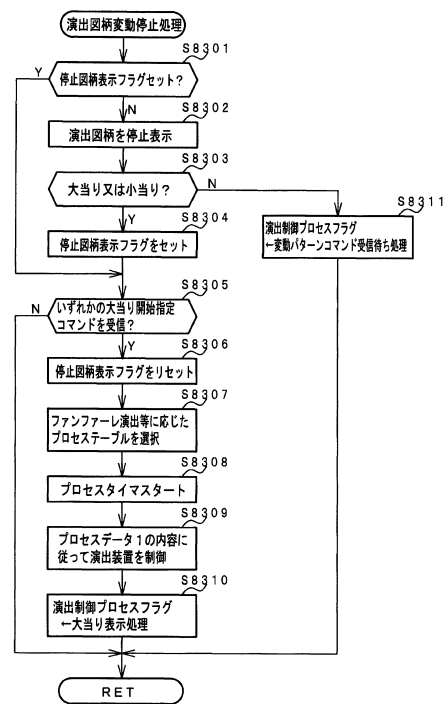 演出図柄変動停止処理
S8301
停止図柄表示フラグセット?
Y
N
S8302
演出図柄を停止表示
S8303
大当り又は小当り?
N
Y
S8304
停止図柄表示フラグをセット
S8311
演出制御プロセスフラグ
←変動パターンコマンド受信待ち処理
S8305
いずれかの大当り開始指定
コマンドを受信?
N
Y
S8306
停止図柄表示フラグをリセット
S8307
ファンファーレ演出等に応じた
プロセステーブルを選択
S8308
プロセスタイマスタート
S8309
プロセスデータ1の内容に
従って演出装置を制御
S8310
演出制御プロセスフラグ
←大当り表示処理
RET